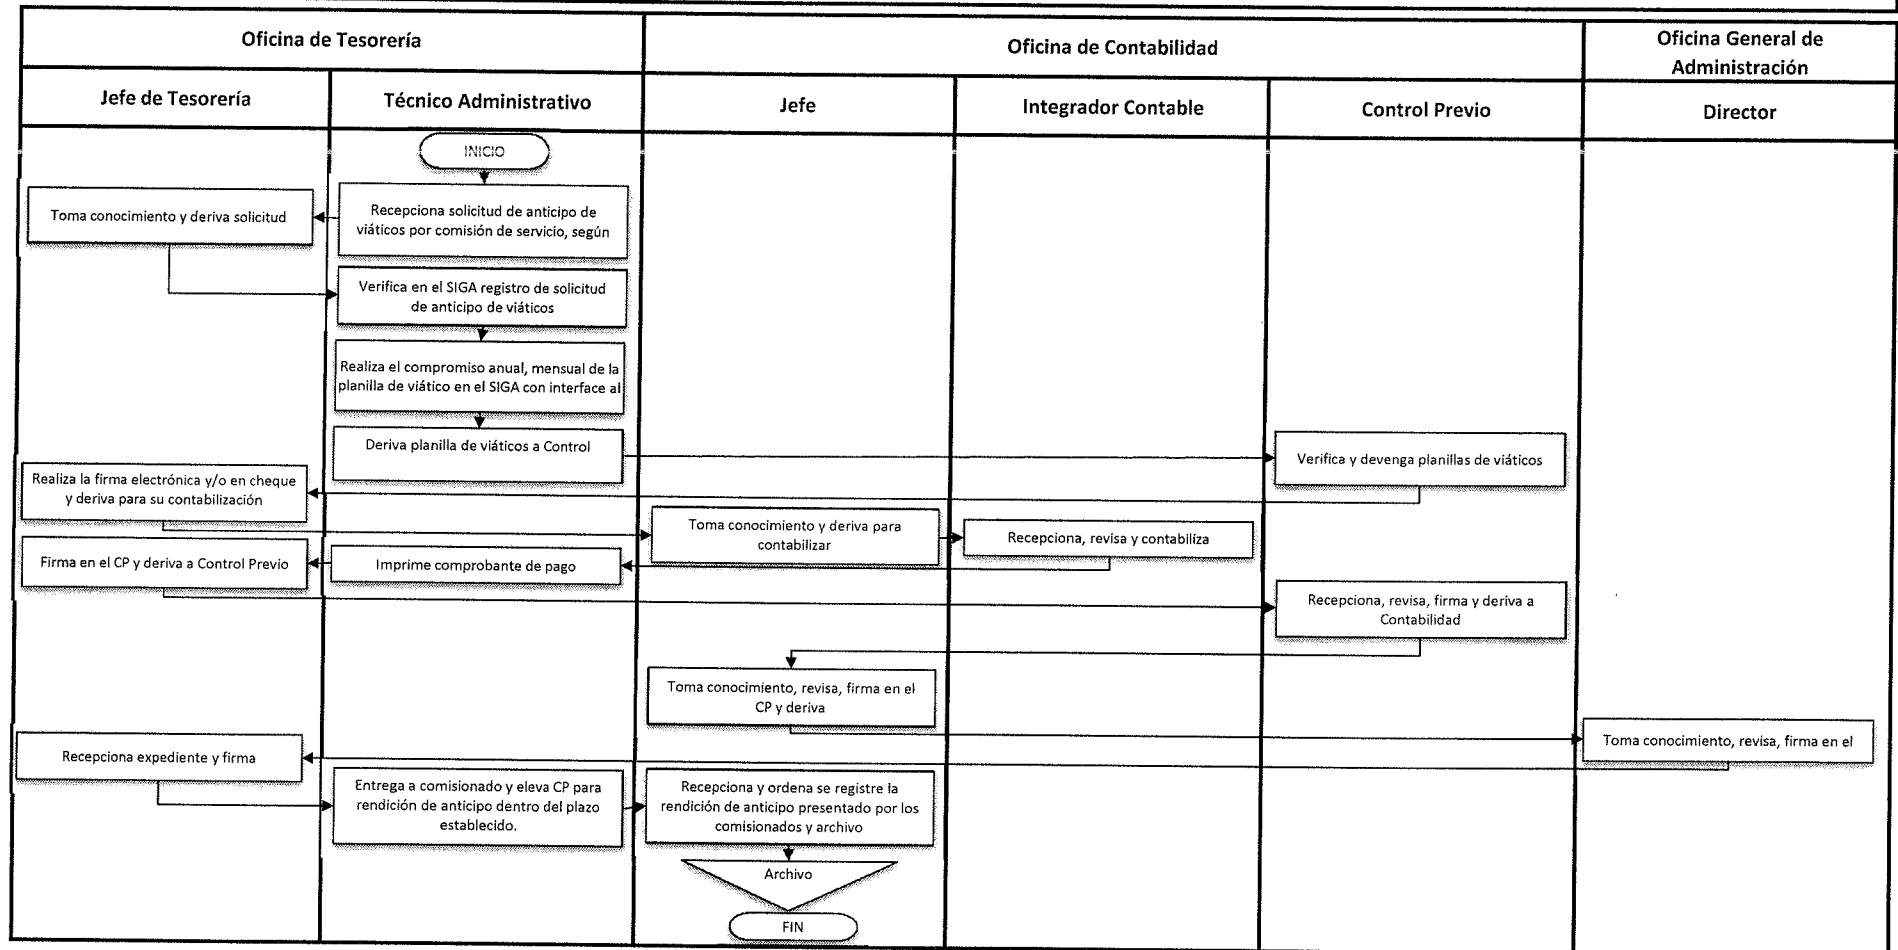 Oficina de Tesorería
Oficina de Contabilidad
Oficina General de
Administración
Jefe de Tesorería
Técnico Administrativo
Jefe
Integrador Contable
Control Previo
Director
INICIO
Toma conocimiento y deriva solicitud
Recepciona solicitud de anticipo de
viáticos por comisión de servicio, según
Verifica en el SIGA registro de solicitud
de anticipo de viáticos
Realiza el compromiso anual, mensual de la
planilla de viático en el SIGA con interface al
Deriva planilla de viáticos a Control
Verifica y devenga planillas de viáticos
Realiza la firma electrónica y/o en cheque
y deriva para su contabilización
Toma conocimiento y deriva para
contabilizar
Recepciona, revisa y contabiliza
Firma en el CP y deriva a Control Previo
Imprime comprobante de pago
Recepciona, revisa, firma y deriva a
Contabilidad
Toma conocimiento, revisa, firma en el
CP y deriva
Toma conocimiento, revisa, firma en el
Recepciona expediente y firma
Entrega a comisionado y eleva CP para
rendición de anticipo dentro del plazo
establecido.
Recepciona y ordena se registre la
rendición de anticipo presentado por los
comisionados y archivo
Archivo
FIN